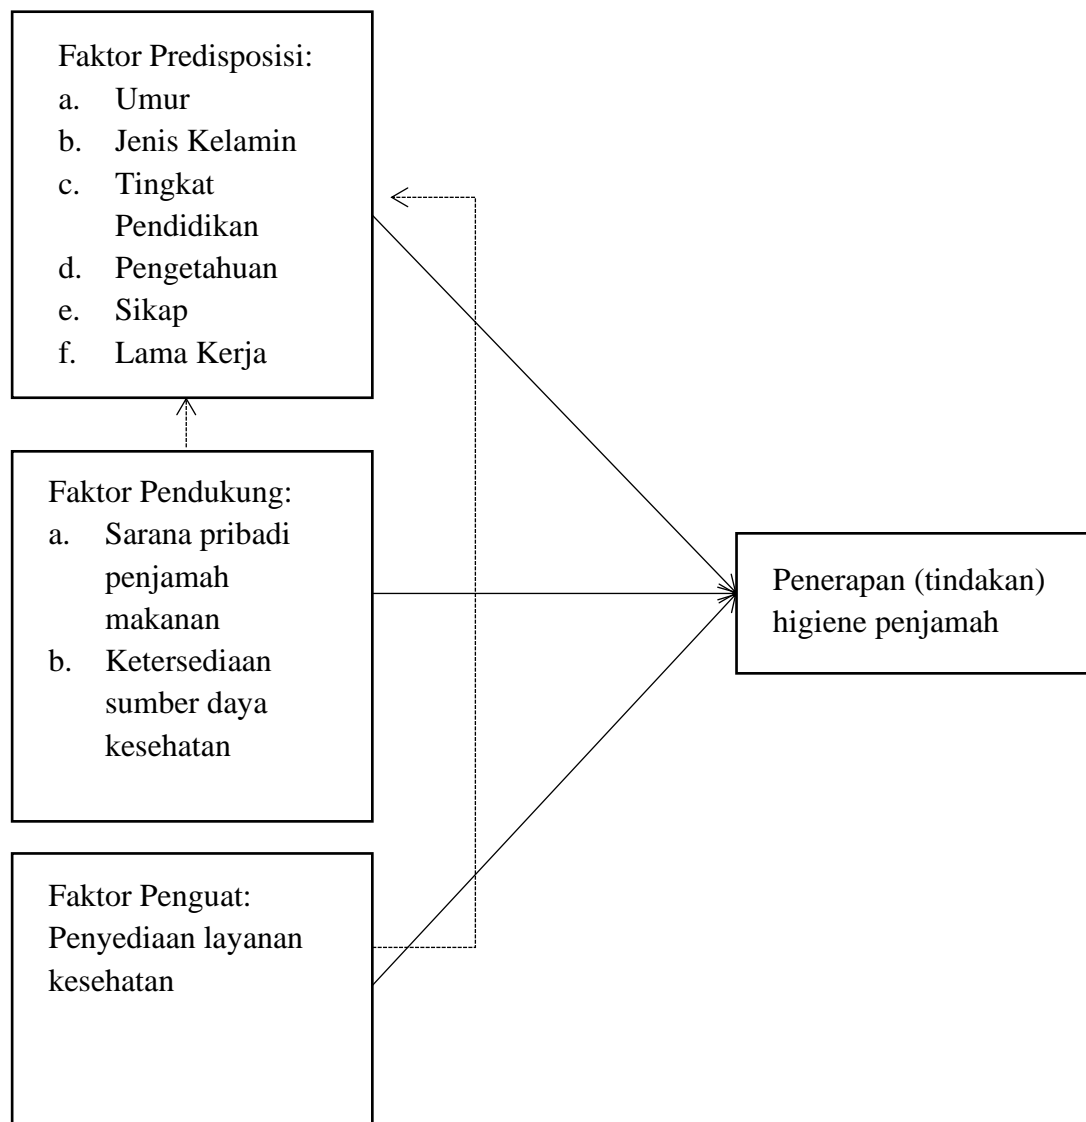 Faktor Predisposisi:
a. Umur
b. Jenis Kelamin
c. Tingkat
Pendidikan
d. Pengetahuan
e. Sikap
f. Lama Kerja
Faktor Pendukung:
a. Sarana pribadi
penjamah
makanan
b. Ketersediaan
sumber daya
kesehatan
Penerapan (tindakan)
higiene penjamah
Faktor Penguat:
Penyediaan layanan
kesehatan